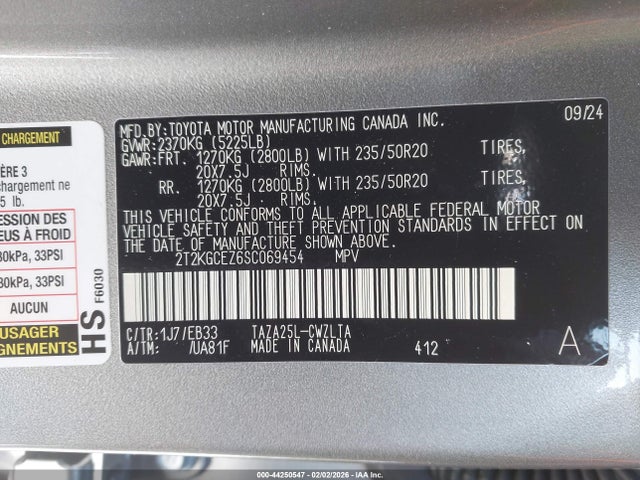 CHARGEMENT
ÈRE 3
chargement ne
5 lb.
ESSION DES
EUS À FROID
30kPa, 33PSI
30kPa, 33PSI
AUCUN
USAGER
GNEMENTS
HS F6030
09/24
MFD.BY:TOYOTA MOTOR MANUFACTURING CANADA INC.
GVWR:2370KG (5225LB)
GAWR:FRT. 1270KG (2800LB) WITH 235/50R20 TIRES,
20X7.5J RIMS.
RR. 1270KG (2800LB) WITH 235/50R20 TIRES,
20X7.5J RIMS.
THIS VEHICLE CONFORMS TO ALL APPLICABLE FEDERAL MOTOR
VEHICLE SAFETY AND THEFT PREVENTION STANDARDS IN EFFECT ON
THE DATE OF MANUFACTURE SHOWN ABOVE.
2T2KGCEZ6SC069454 MPV
C/TR:1J7/EB33 TAZA25L-CWZLTA
A/TM: /UA81F MADE IN CANADA 412 A
000-44250547 - 02/02/2026 - IAA Inc.